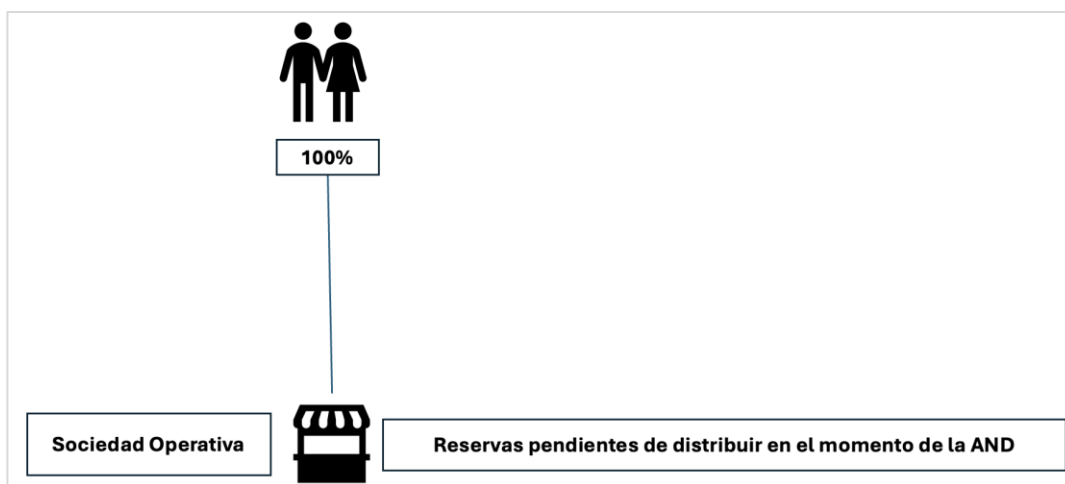 100%
Sociedad Operativa
Reservas pendientes de distribuir en el momento de la AND